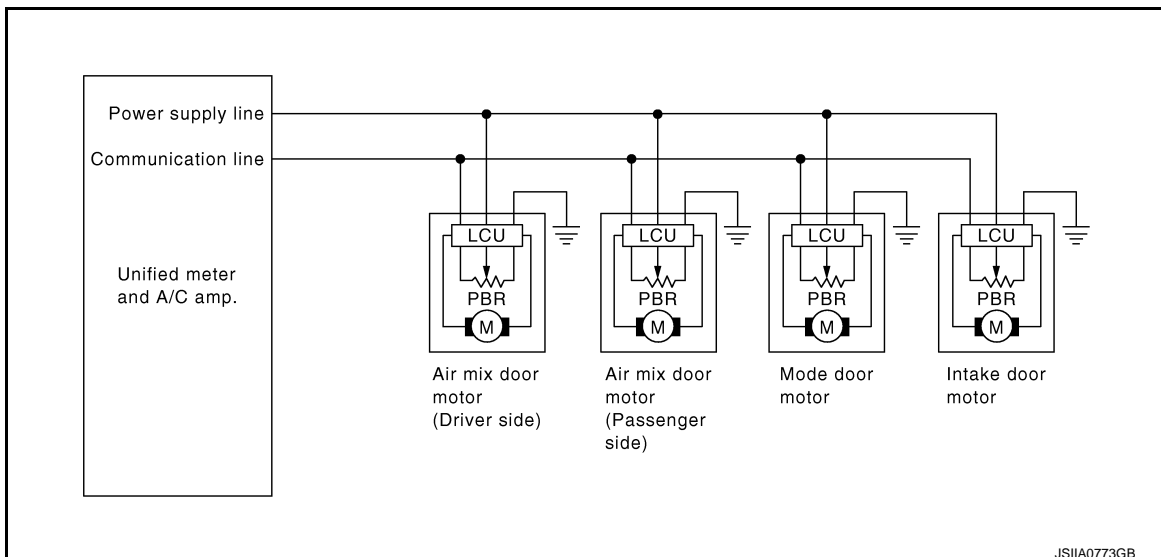 Power supply line
Communication line
Unified meter
and A/C amp.
LCU
PBR
M
Air mix door
motor
(Driver side)
LCU
PBR
M
Air mix door
motor
(Passenger
side)
LCU
PBR
M
Mode door
motor
LCU
PBR
M
Intake door
motor
JSIIA0773GB